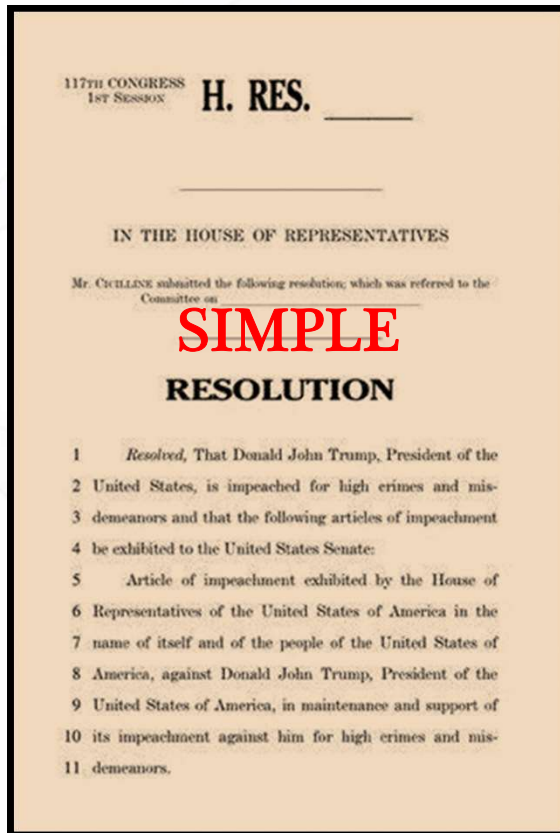 117TH CONGRESS
1ST SESSION
H. RES.
IN THE HOUSE OF REPRESENTATIVES
Mr. CICILLINE submitted the following resolution; which was referred to the
Committee on
SIMPLE
RESOLUTION
1 Resolved, That Donald John Trump, President of the
2 United States, is impeached for high crimes and mis-
3 demeanors and that the following articles of impeachment
4 be exhibited to the United States Senate:
5 Article of impeachment exhibited by the House of
6 Representatives of the United States of America in the
7 name of itself and of the people of the United States of
8 America, against Donald John Trump, President of the
9 United States of America, in maintenance and support of
10 its impeachment against him for high crimes and mis-
11 demeanors.